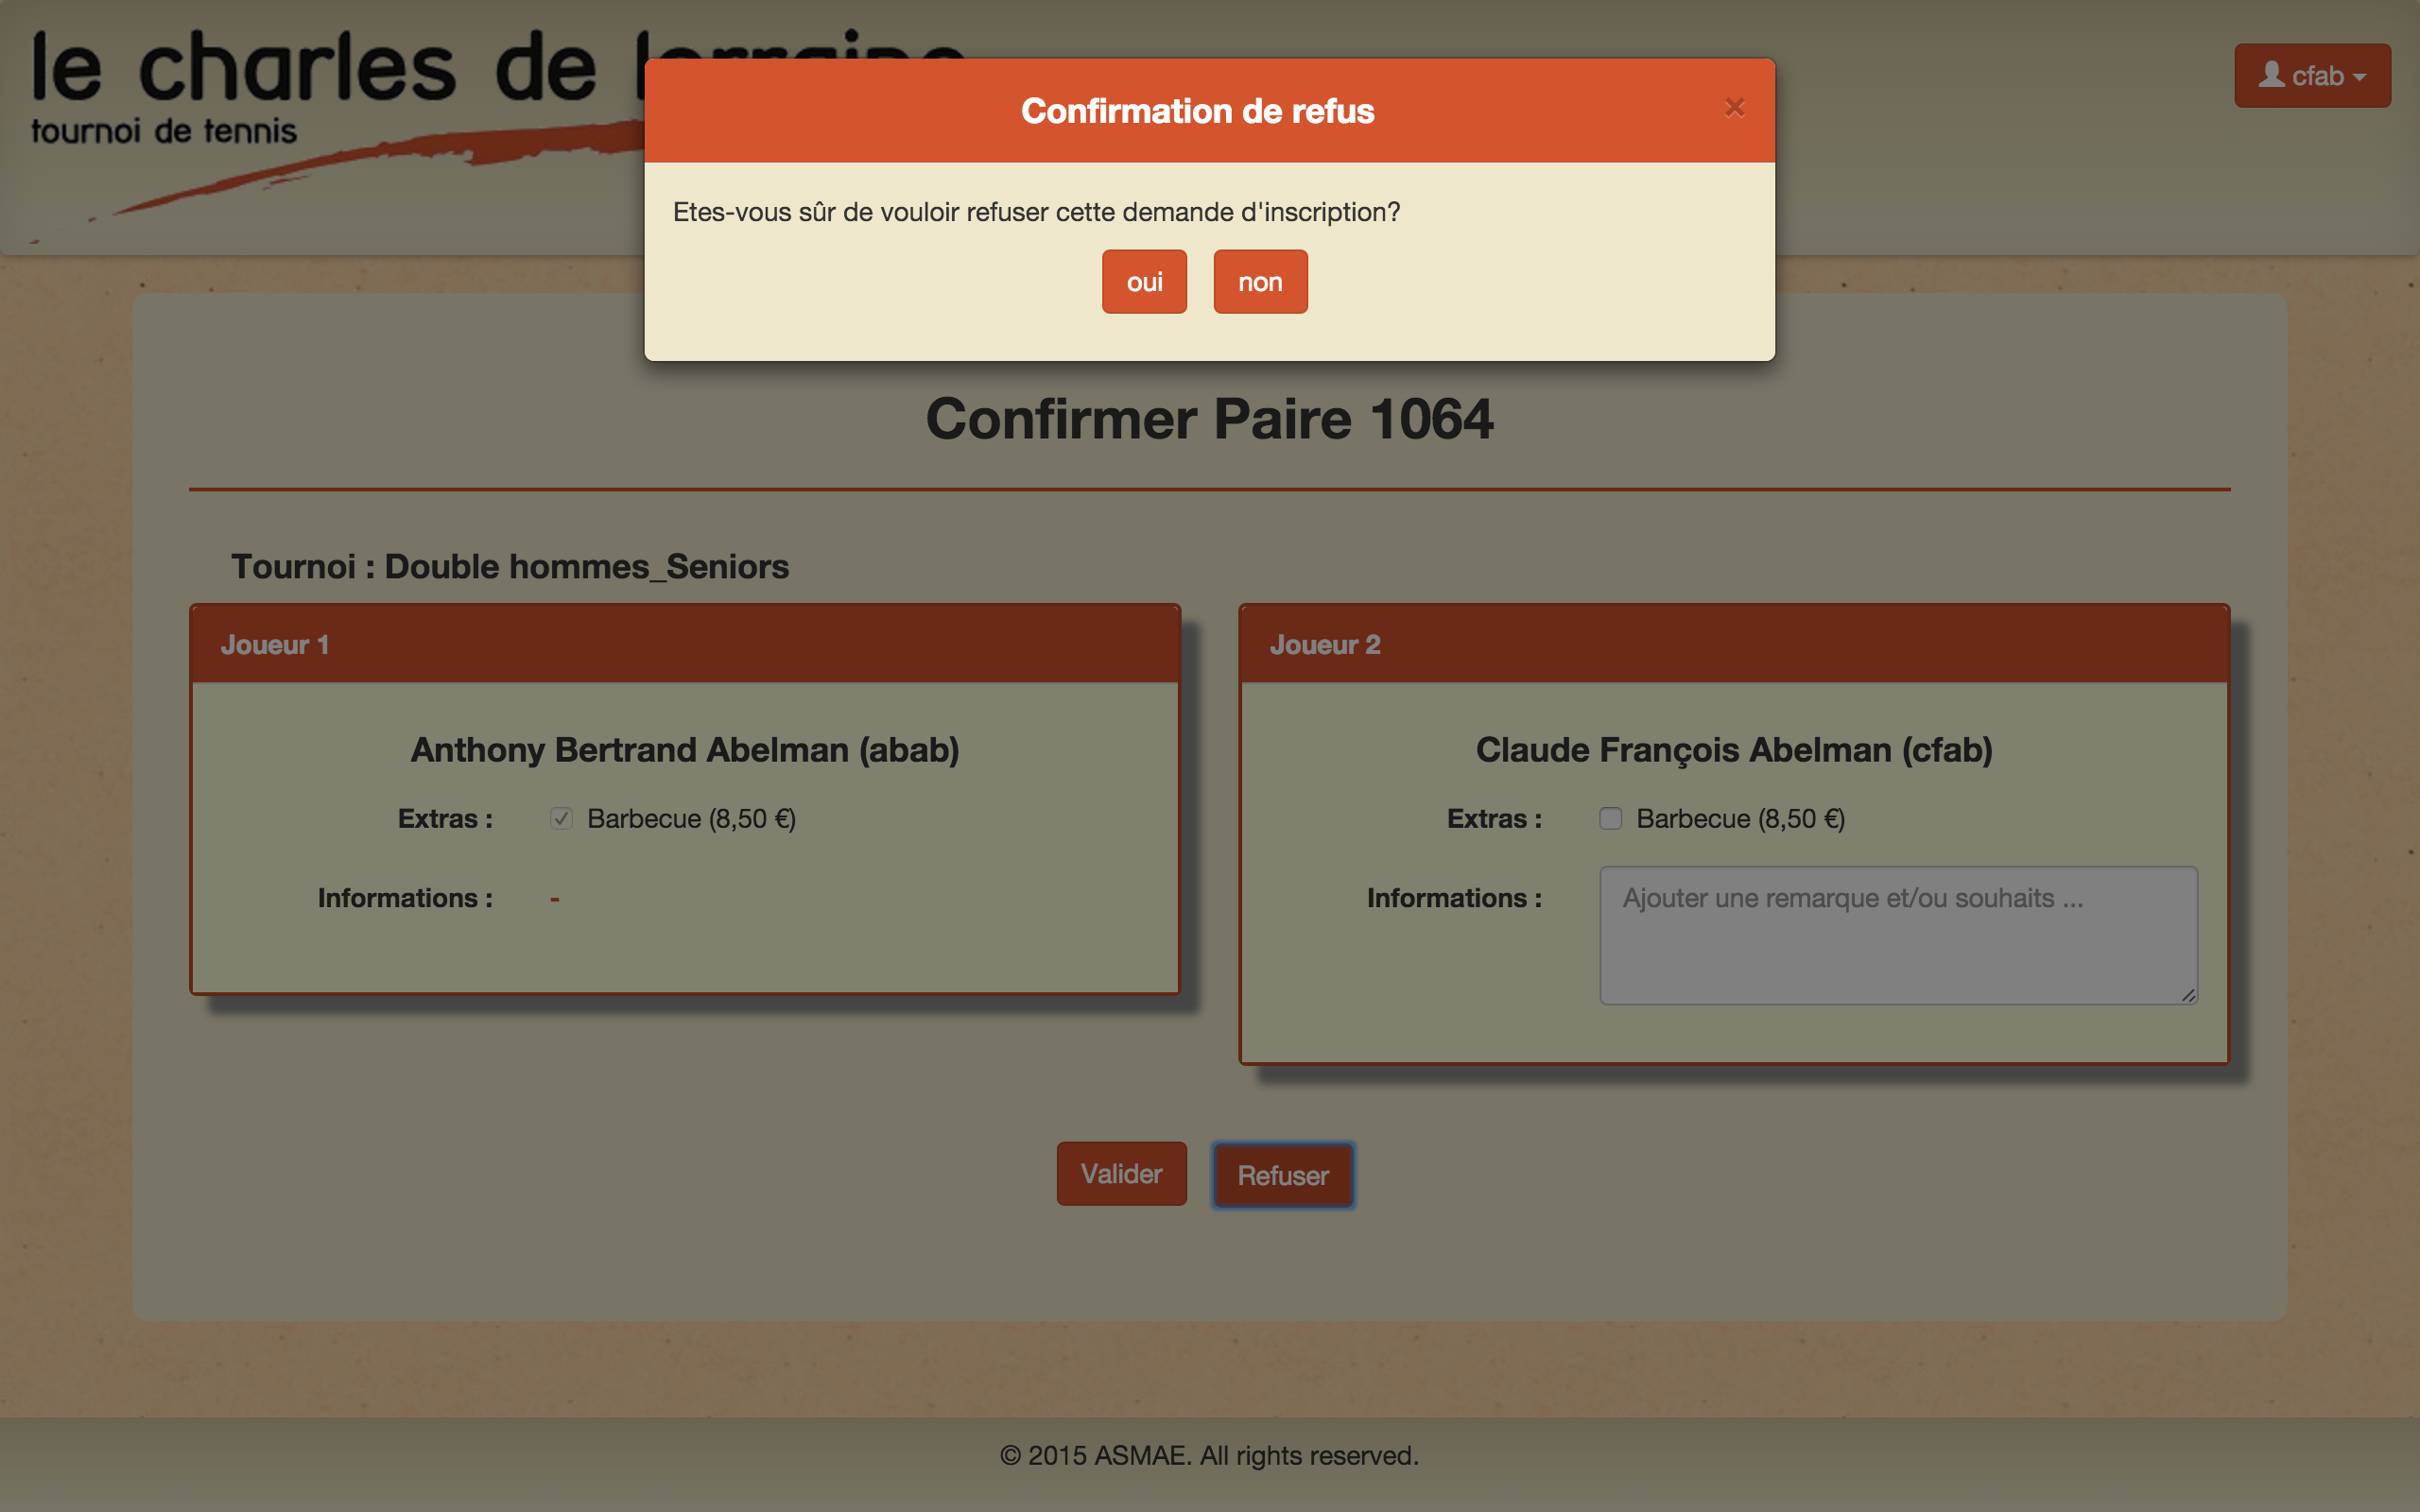 le charles de lorraine
tournoi de tennis
cfab
Confirmation de refus
×
Etes-vous sûr de vouloir refuser cette demande d'inscription?
oui non
Confirmer Paire 1064
Tournoi : Double hommes_Seniors
Joueur 1
Anthony Bertrand Abelman (abab)
Extras : Barbecue (8,50 €)
Informations : -
Joueur 2
Claude François Abelman (cfab)
Extras : Barbecue (8,50 €)
Informations : Ajouter une remarque et/ou souhaits ...
Valider Refuser
© 2015 ASMAE. All rights reserved.